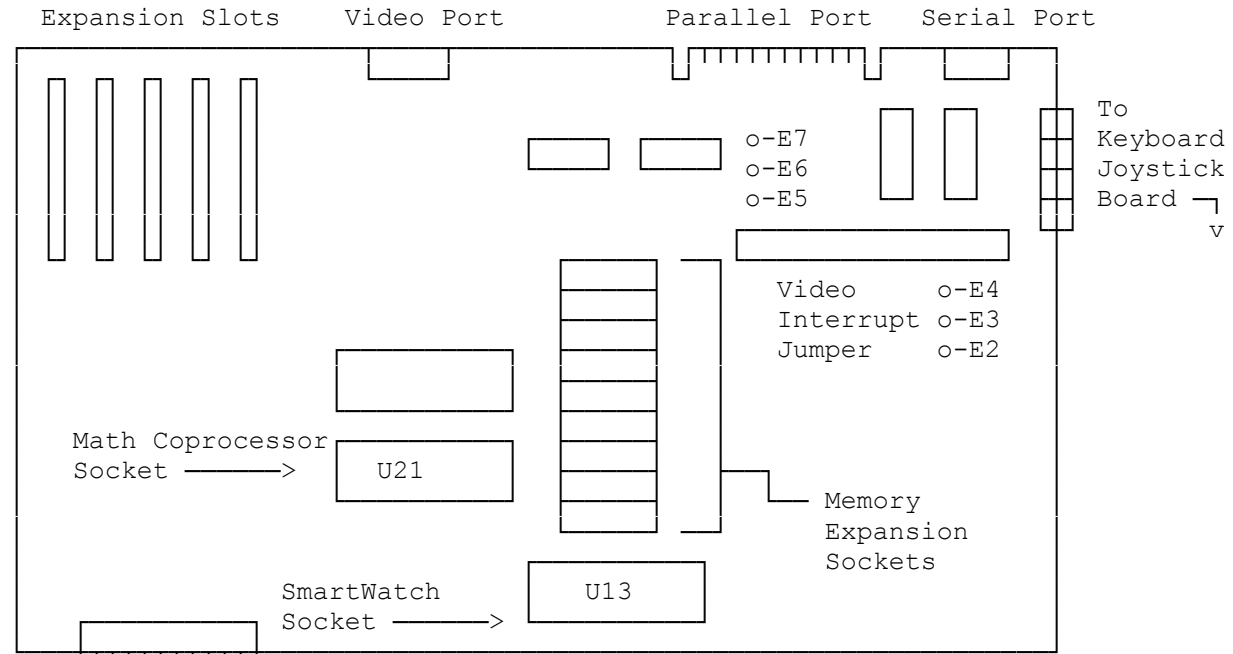 Expansion Slots Video Port Parallel Port Serial Port
To
o-E7 Keyboard
o-E6 Joystick
o-E5 Board
v
Video o-E4
Interrupt o-E3
Jumper o-E2
Math Coprocessor
Socket > U21
Memory
Expansion
Sockets
SmartWatch U13
Socket >